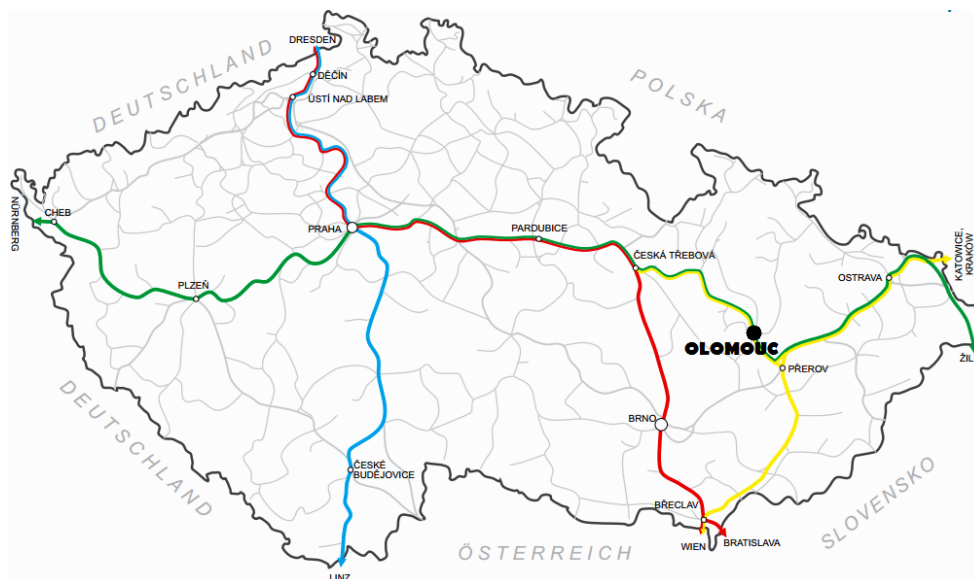 DRESDEN
DEUTSCHLAND
DĚČÍN
ÚSTÍ NAD LABEM
POLSKA
NÜRNBERG
CHEB
PRAHA
PARDUBICE
ČESKÁ TŘEBOVÁ
KATOWICE,
KRAKÓW
OSTRAVA
PLZEŇ
OLOMOUC
ŽIL
PŘEROV
DEUTSCHLAND
BRNO
ČESKÉ
BUDĚJOVICE
SLOVENSKO
BŘECLAV
ÖSTERREICH
WIEN
BRATISLAVA
LINZ